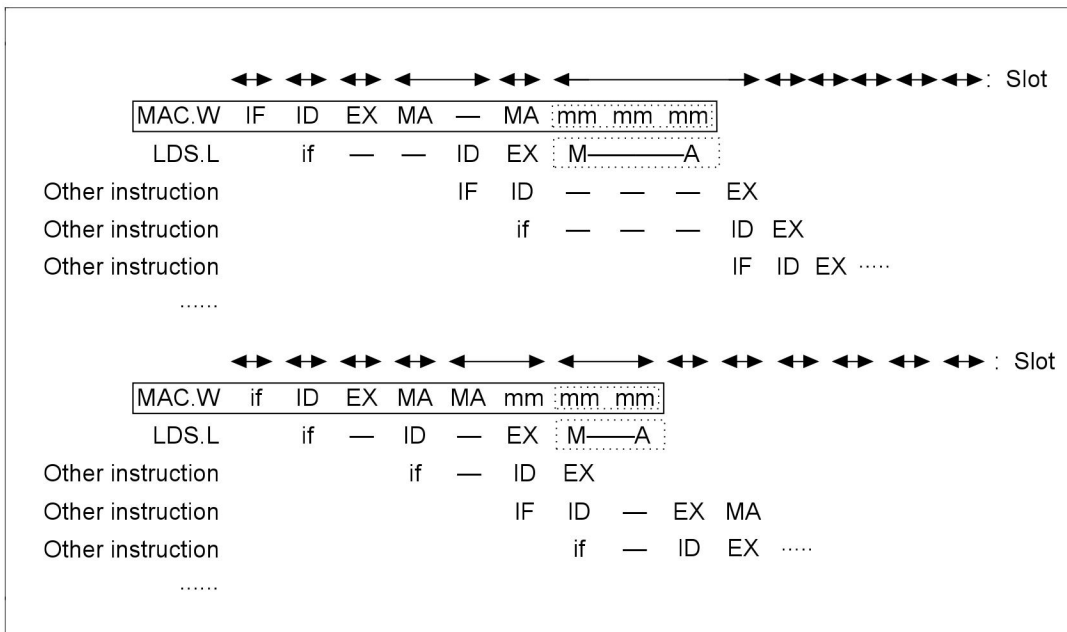 : Slot
MAC.W IF ID EX MA — MA mm mm mm
LDS.L if — — ID EX M———A
Other instruction IF ID — — — EX
Other instruction if — — — ID EX
Other instruction IF ID EX ·····
······
: Slot
MAC.W if ID EX MA MA mm mm mm
LDS.L if — ID — EX M——A
Other instruction if — ID EX
Other instruction IF ID — EX MA
Other instruction if — ID EX ·····
······